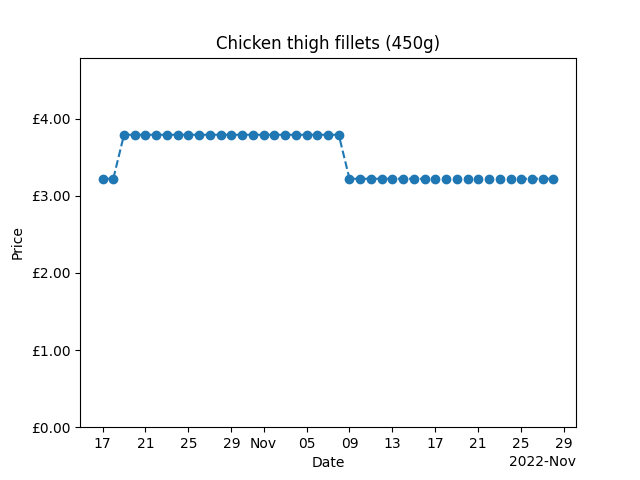 Chicken thigh fillets (450g)
£4.00
£3.00
£2.00
£1.00
£0.00
Price
17 21 25 29 Nov 05 09 13 17 21 25 29
Date
2022-Nov